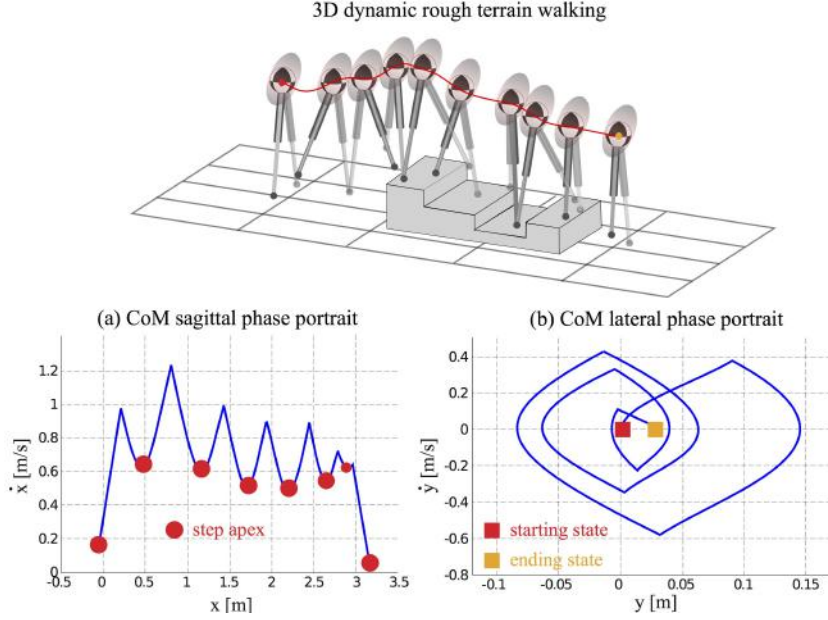 3D dynamic rough terrain walking
(a) CoM sagittal phase portrait
1.2
1
0.8
0.6
0.4
0.2
0
ẋ [m/s]
step apex
-0.5
0
0.5
1
1.5
2
2.5
3
3.5
x [m]
(b) CoM lateral phase portrait
0.4
0.2
0
-0.2
-0.4
-0.6
-0.8
ẏ [m/s]
starting state
ending state
-0.1
-0.05
0
0.05
0.1
0.15
y [m]